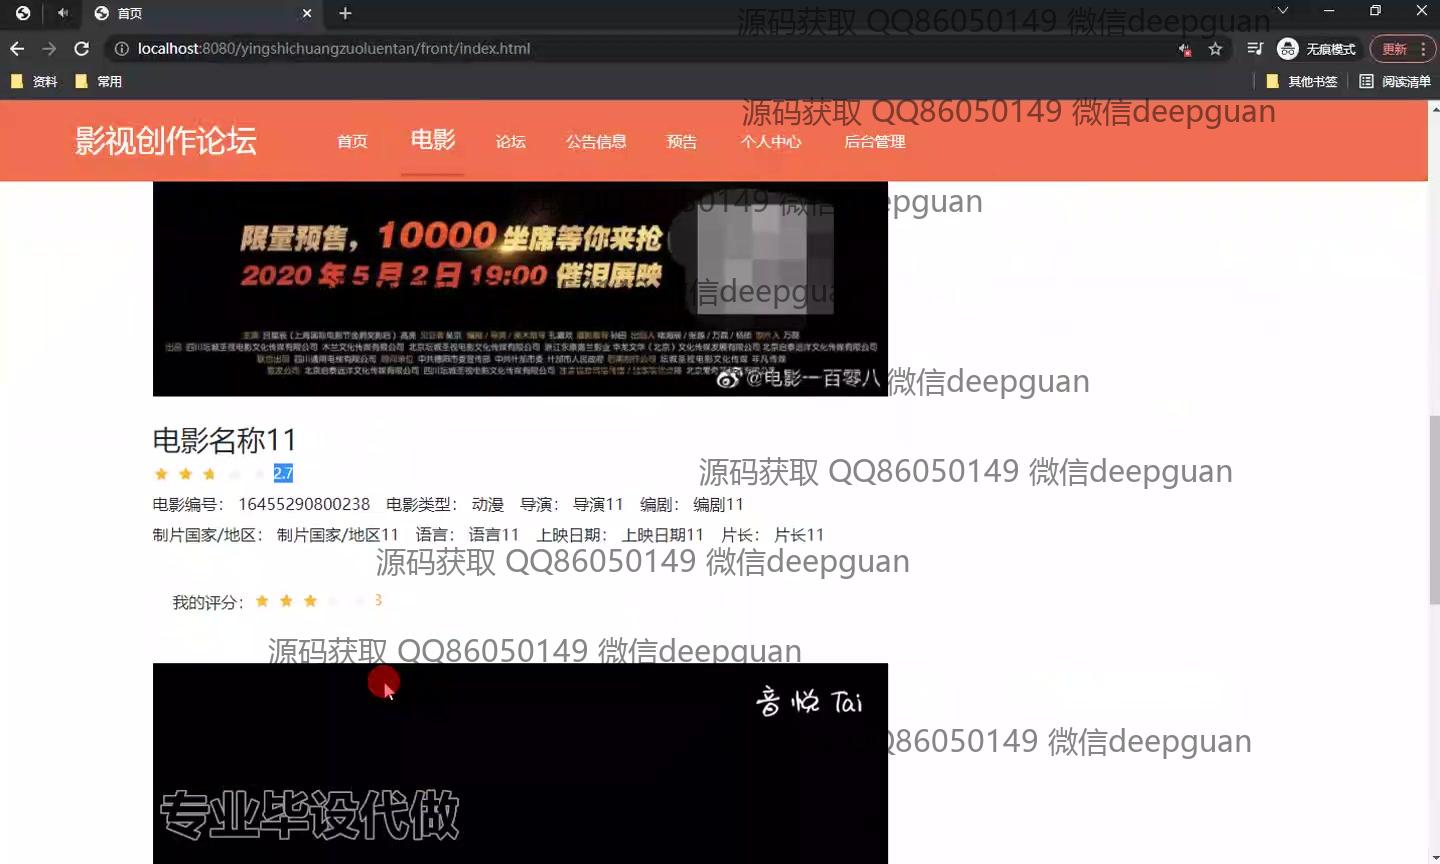 首页
localhost:8080/yingshichuangzuoluentan/front/index.html
无痕模式
更新
资料
常用
其他书签
阅读清单
源码获取 QQ86050149 微信deepguan
源码获取 QQ86050149 微信deepguan
影视创作论坛
首页
电影
论坛
公告信息
预告
个人中心
后台管理
50149 微信deepguan
限量预售，10000坐席等你来抢
2020年5月2日19:00 催泪展映
微信deepgua
@电影一百零八
微信deepguan
电影名称11
2.7
源码获取 QQ86050149 微信deepguan
电影编号： 16455290800238 电影类型： 动漫 导演： 导演11 编剧： 编剧11
制片国家/地区： 制片国家/地区11 语言： 语言11 上映日期： 上映日期11 片长： 片长11
源码获取 QQ86050149 微信deepguan
我的评分： 3
源码获取 QQ86050149 微信deepguan
音悦 Tai
Q86050149 微信deepguan
专业毕设代做